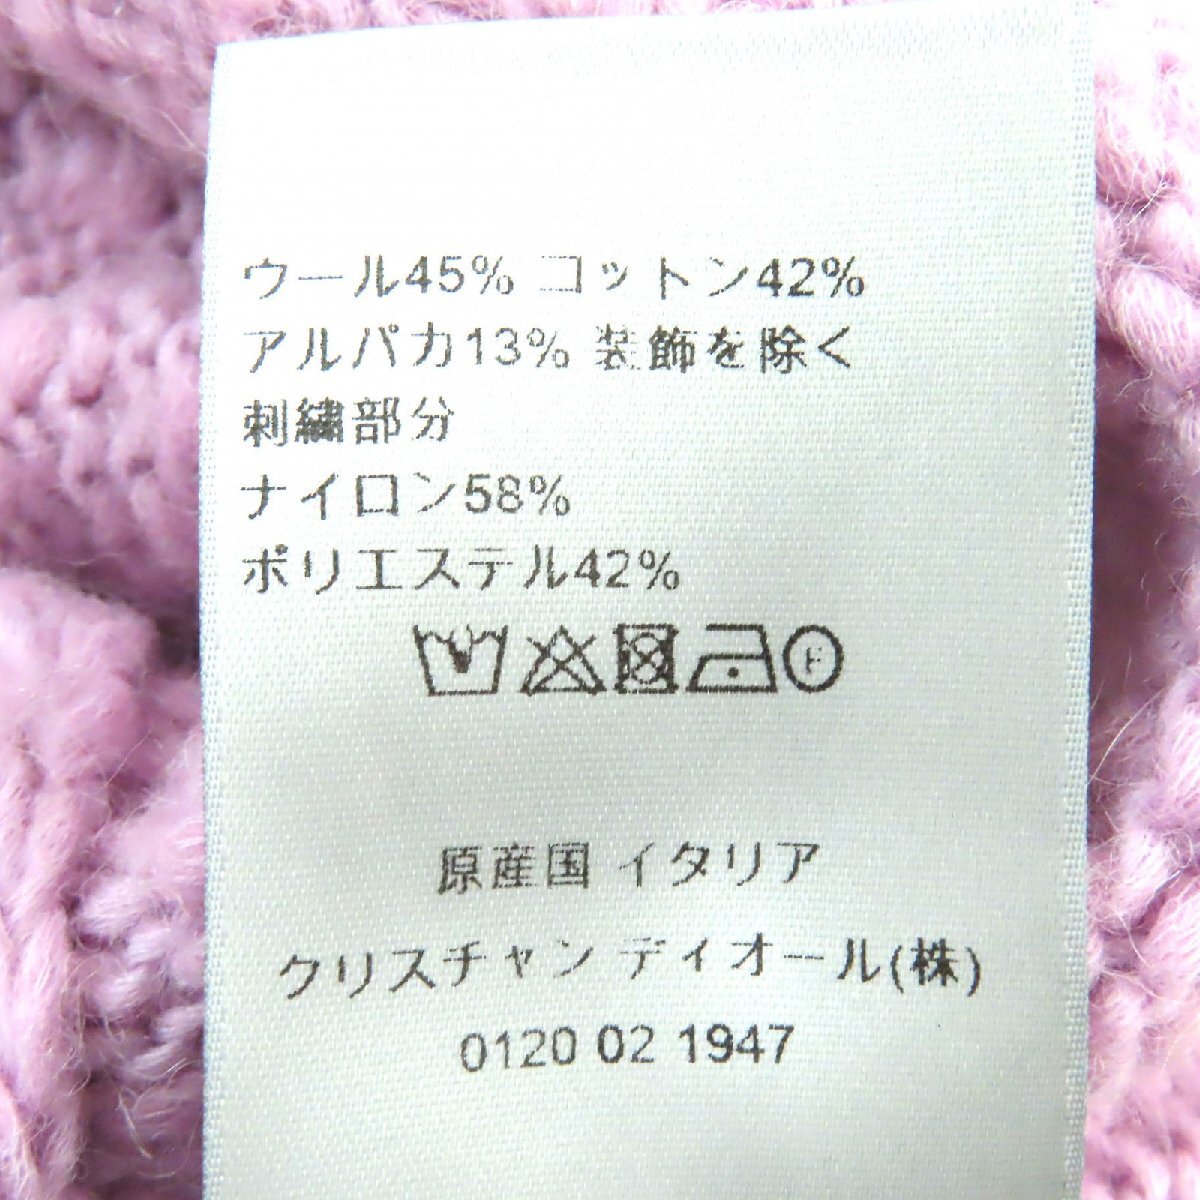 ウール45% コットン42%
アルパカ13% 装飾を除く
刺繍部分
ナイロン58%
ポリエステル42%
F
原産国 イタリア
クリスチャン ディオール(株)
0120 02 1947